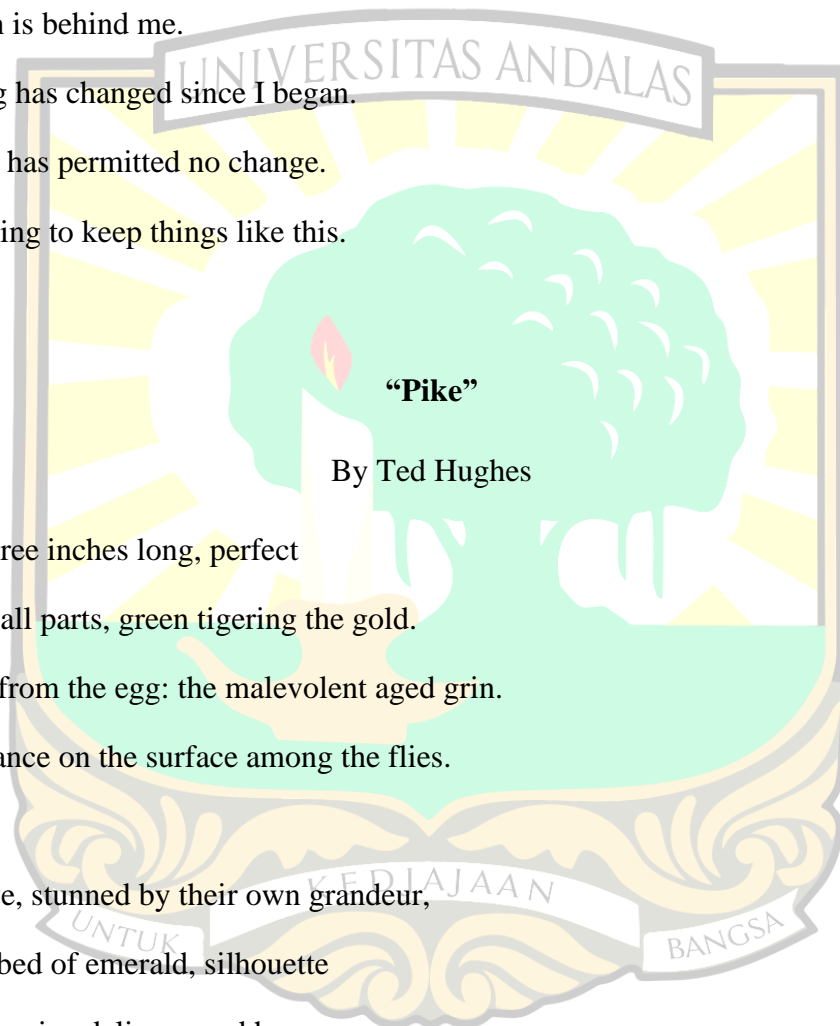 n is behind me.
UNIVERSITAS ANDALAS
g has changed since I began.
has permitted no change.
ing to keep things like this.
“Pike”
By Ted Hughes
ree inches long, perfect
all parts, green tigering the gold.
from the egg: the malevolent aged grin.
ance on the surface among the flies.
e, stunned by their own grandeur,
UNTUK KEDJAJAAN BANGSA
bed of emerald, silhouette